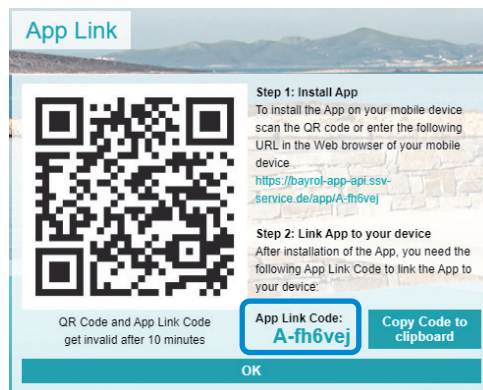 App Link
Step 1: Install App
To install the App on your mobile device
scan the QR code or enter the following
URL in the Web browser of your mobile
device
https://bayrol-app-api.ssv-
service.de/app/A-fh6vej
Step 2: Link App to your device
After installation of the App, you need the
following App Link Code to link the App to
your device:
QR Code and App Link Code
get invalid after 10 minutes
App Link Code:
A-fh6vej
Copy Code to
clipboard
OK